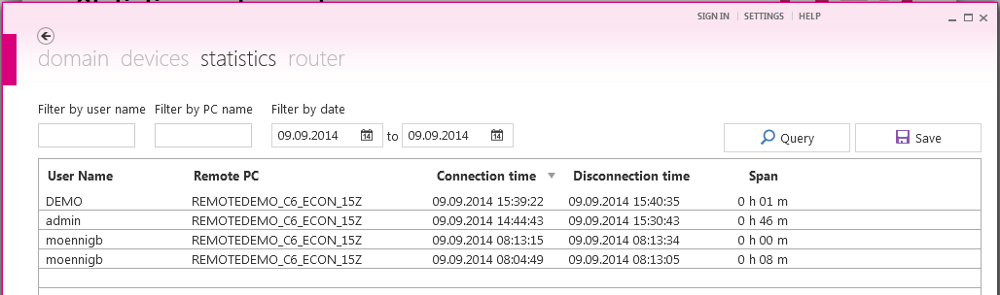 SIGN IN | SETTINGS | HELP
domain devices statistics router
Filter by user name Filter by PC name Filter by date
09.09.2014 14 to 09.09.2014 14 Query Save
User Name Remote PC Connection time Disconnection time Span
DEMO REMOTEDEMO_C6_ECON_15Z 09.09.2014 15:39:22 09.09.2014 15:40:35 0 h 01 m
admin REMOTEDEMO_C6_ECON_15Z 09.09.2014 14:44:43 09.09.2014 15:30:43 0 h 46 m
moennigb REMOTEDEMO_C6_ECON_15Z 09.09.2014 08:13:15 09.09.2014 08:13:34 0 h 00 m
moennigb REMOTEDEMO_C6_ECON_15Z 09.09.2014 08:04:49 09.09.2014 08:13:05 0 h 08 m